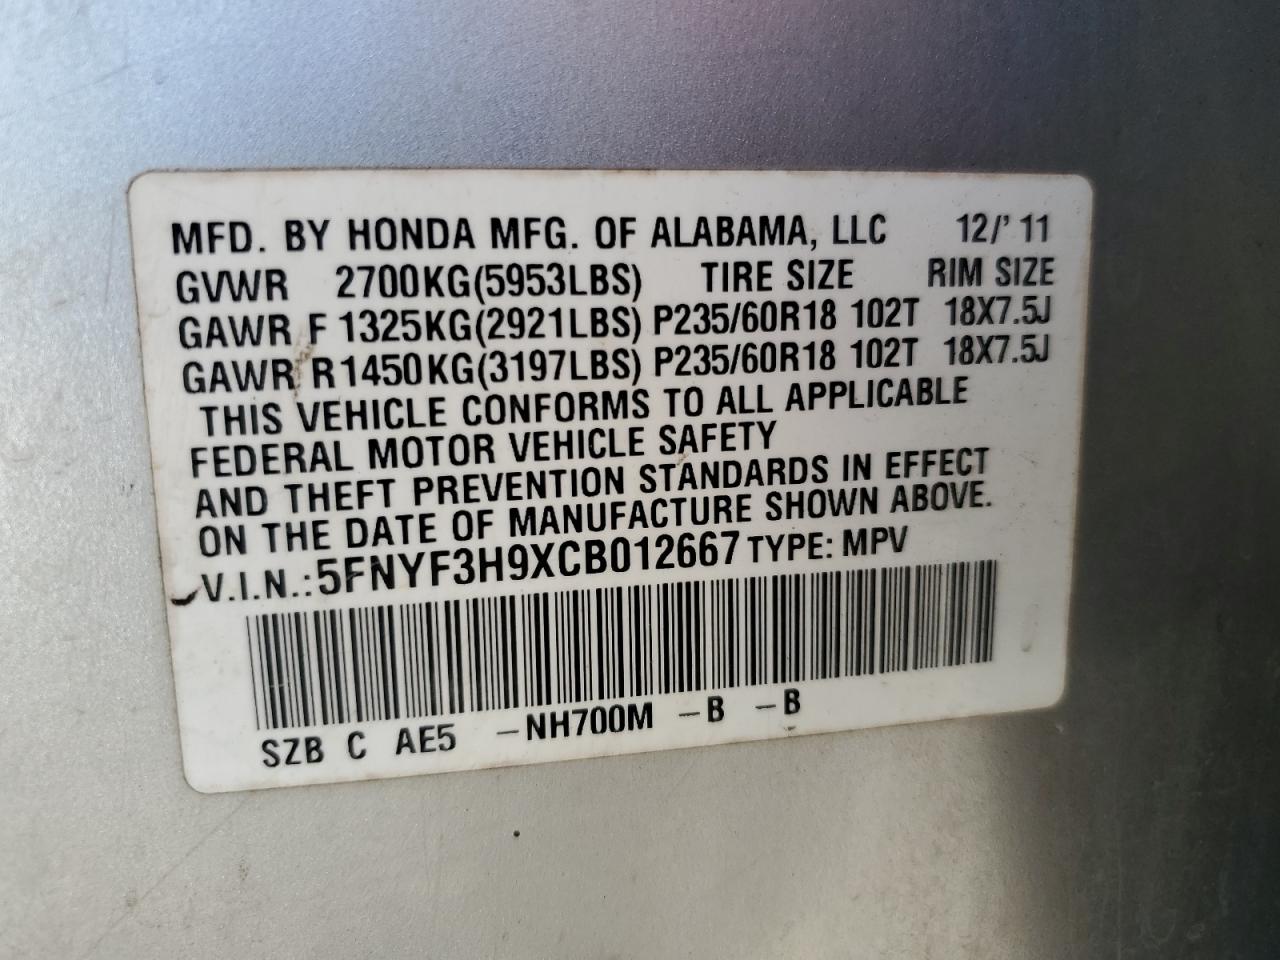 MFD. BY HONDA MFG. OF ALABAMA, LLC 12/' 11
GVWR 2700KG(5953LBS) TIRE SIZE RIM SIZE
GAWR F 1325KG(2921LBS) P235/60R18 102T 18X7.5J
GAWR R1450KG(3197LBS) P235/60R18 102T 18X7.5J
THIS VEHICLE CONFORMS TO ALL APPLICABLE
FEDERAL MOTOR VEHICLE SAFETY
AND THEFT PREVENTION STANDARDS IN EFFECT
ON THE DATE OF MANUFACTURE SHOWN ABOVE.
V.I.N.:5FNYF3H9XCB012667 TYPE: MPV
SZB C AE5 -NH700M -B -B